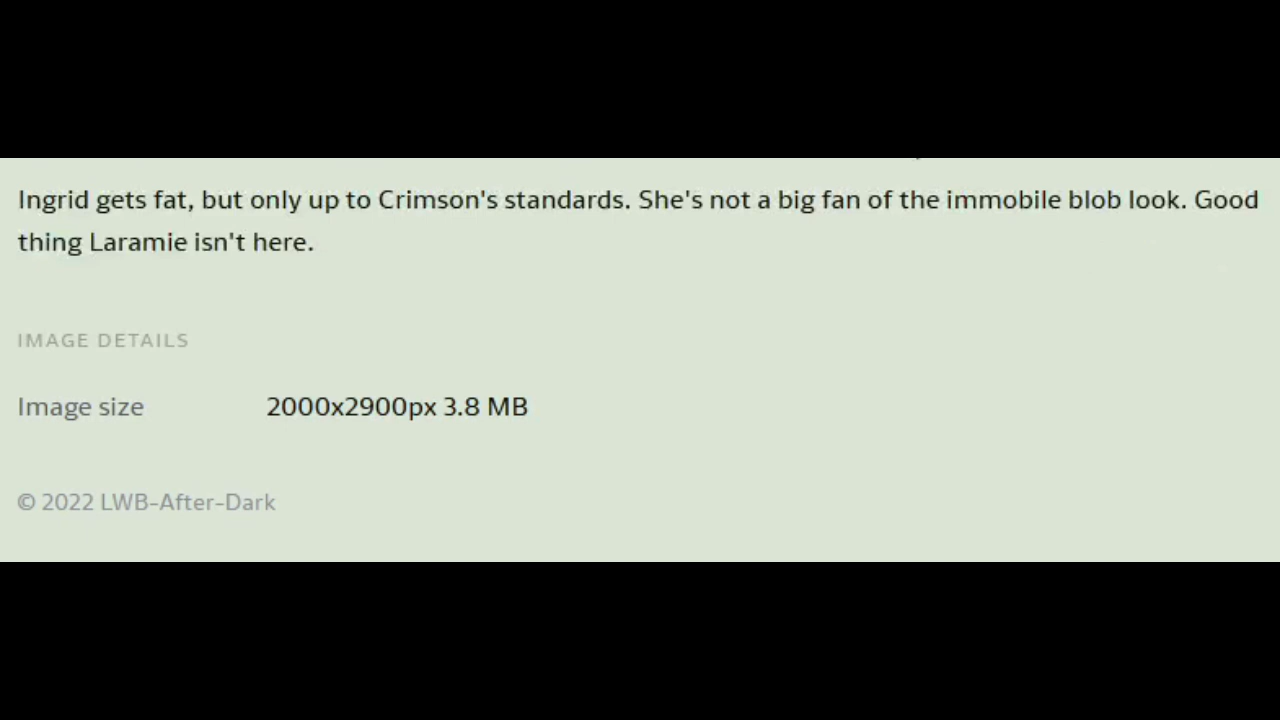 Ingrid gets fat, but only up to Crimson's standards. She's not a big fan of the immobile blob look. Good
thing Laramie isn't here.
IMAGE DETAILS
Image size 2000x2900px 3.8 MB
© 2022 LWB-After-Dark